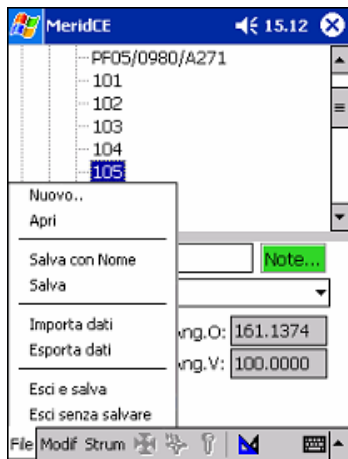 MeridCE 15.12
PF05/0980/A271
101
102
103
104
105
Nuovo..
Apri
Salva con Nome
Note...
Salva
Importa dati
Ang.O: 161.1374
Esporta dati
Ang.V: 100.0000
Esci e salva
Esci senza salvare
File Modif Strum